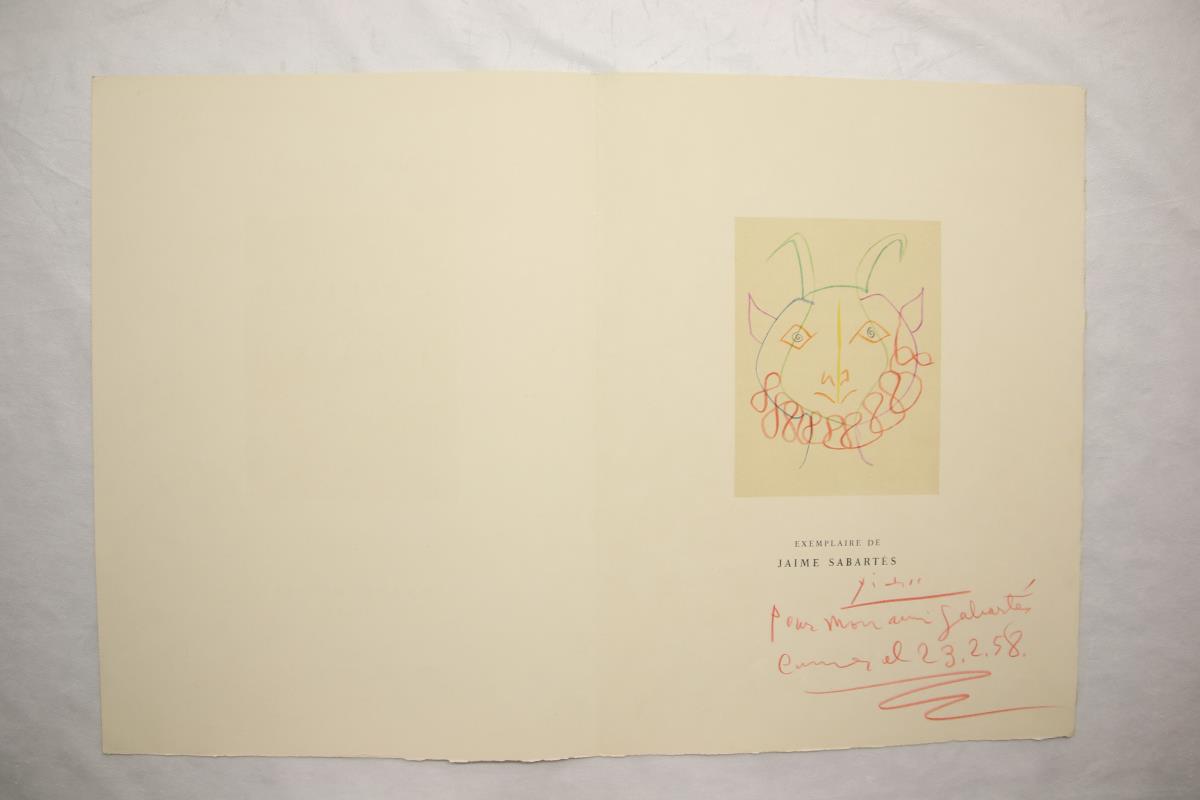 EXEMPLAIRE DE
JAIME SABARTÉS
Pour mon ami Sabartés
Cannes el 23.2.58.